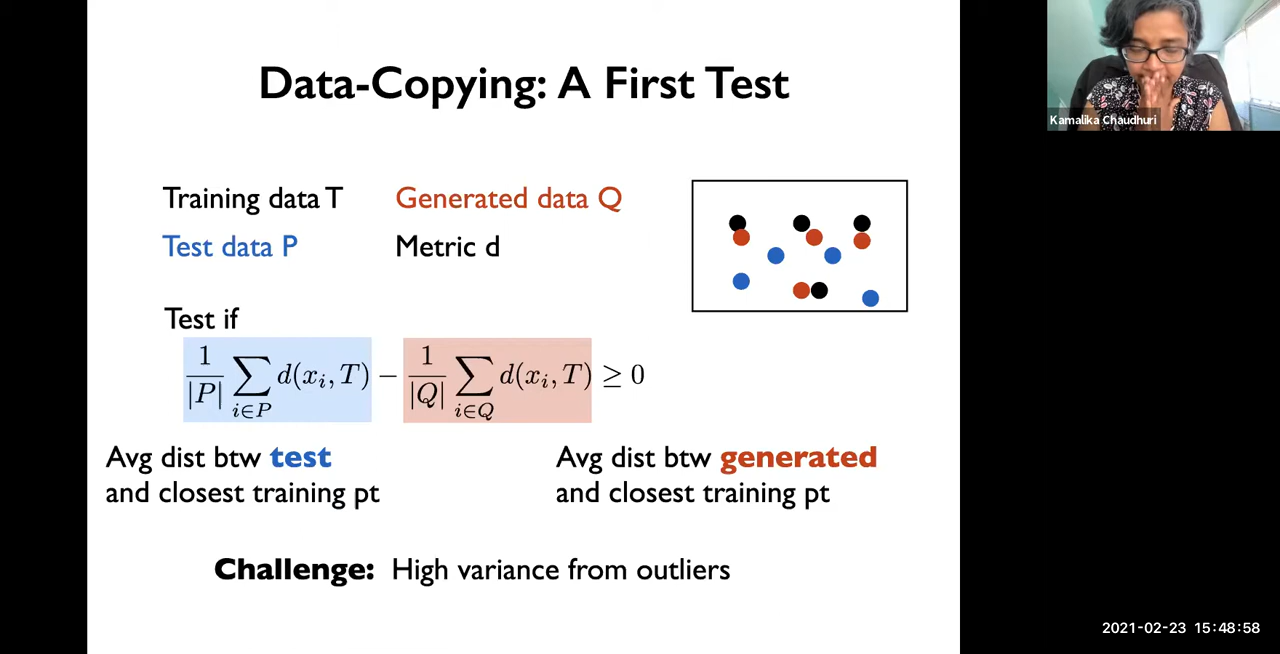 Data-Copying: A First Test
Kamalika Chaudhuri
Training data T
Generated data Q
Test data P
Metric d
Test if
1/|P| ∑_{i∈P} d(x_i, T) − 1/|Q| ∑_{i∈Q} d(x_i, T) ≥ 0
Avg dist btw test
and closest training pt
Avg dist btw generated
and closest training pt
Challenge: High variance from outliers
2021-02-23 15:48:58